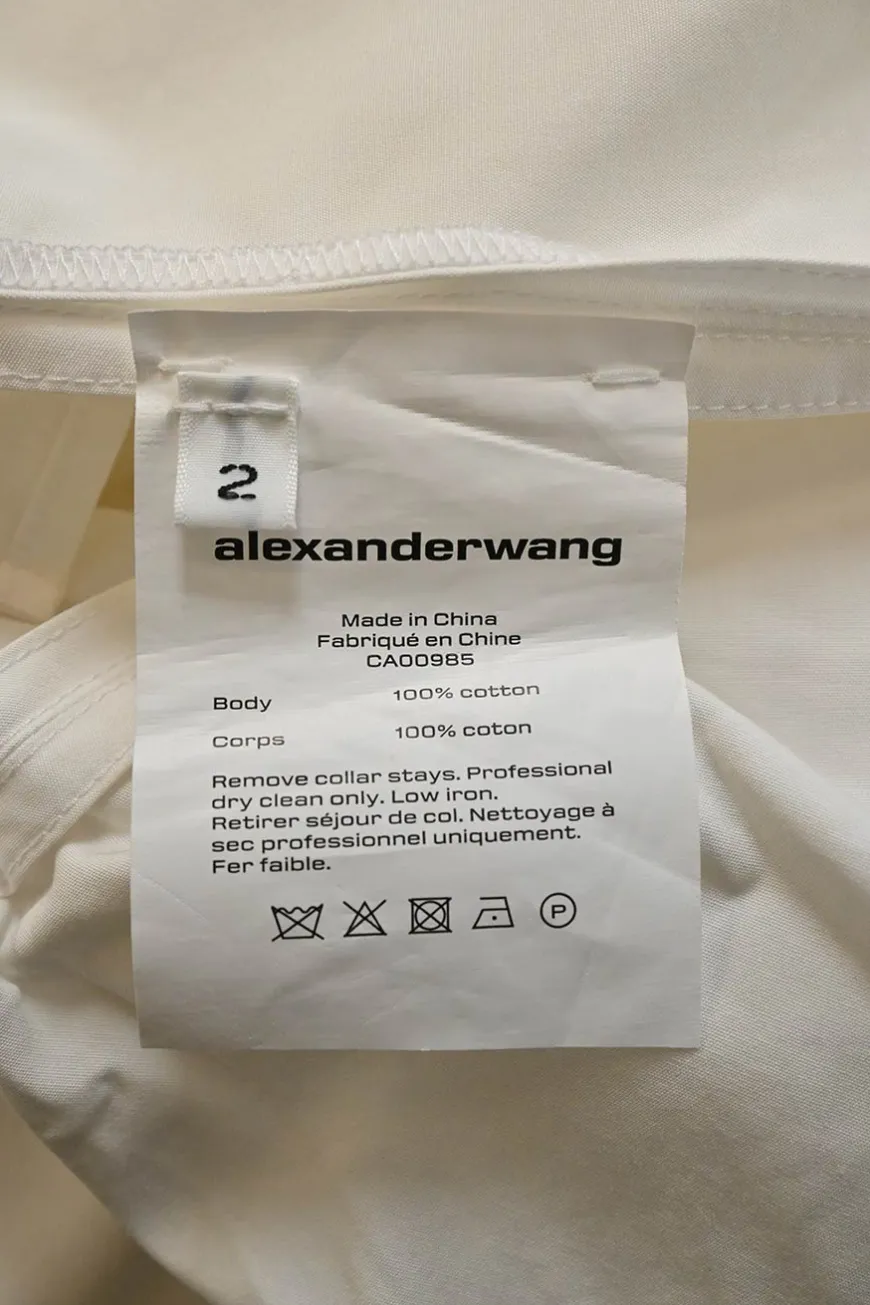 2
alexanderwang
Made in China
Fabriqué en Chine
CA00985
Body 100% cotton
Corps 100% coton
Remove collar stays. Professional
dry clean only. Low iron.
Retirer séjour de col. Nettoyage à
sec professionnel uniquement.
Fer faible.
P